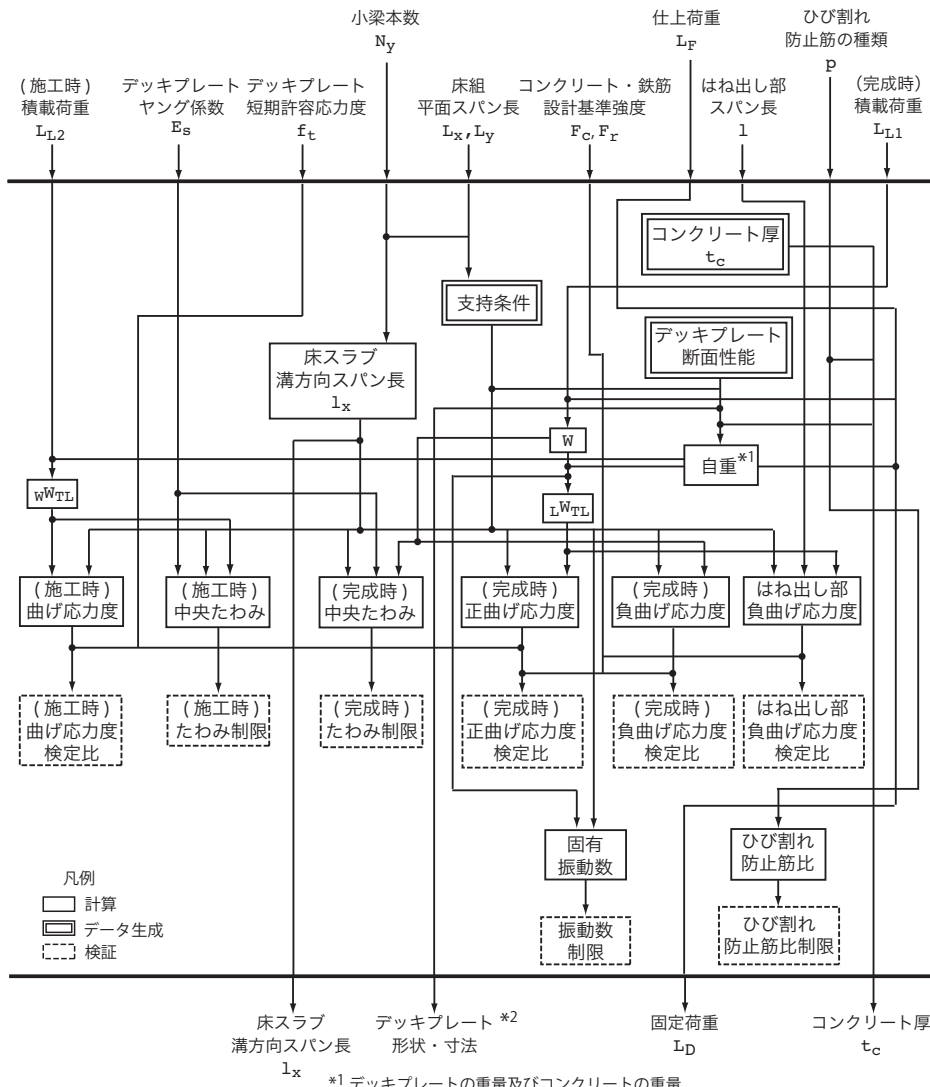 小梁本数
N_y
仕上荷重
L_F
ひび割れ
防止筋の種類
p
(施工時)
積載荷重
L_L2
デッキプレート
ヤング係数
E_s
デッキプレート
短期許容応力度
f_t
床組
平面スパン長
L_x,L_y
コンクリート・鉄筋
設計基準強度
F_c,F_r
はね出し部
スパン長
l
(完成時)
積載荷重
L_L1
コンクリート厚
t_c
支持条件
デッキプレート
断面性能
床スラブ
溝方向スパン長
l_x
W
自重*1
WW_TL
LW_TL
(施工時)
曲げ応力度
(施工時)
中央たわみ
(完成時)
中央たわみ
(完成時)
正曲げ応力度
(完成時)
負曲げ応力度
はね出し部
負曲げ応力度
(施工時)
曲げ応力度
検定比
(施工時)
たわみ制限
(完成時)
たわみ制限
(完成時)
正曲げ応力度
検定比
(完成時)
負曲げ応力度
検定比
はね出し部
負曲げ応力度
検定比
固有
振動数
ひび割れ
防止筋比
振動数
制限
ひび割れ
防止筋比制限
凡例
計算
データ生成
検証
床スラブ
溝方向スパン長
l_x
デッキプレート *2
形状・寸法
固定荷重
L_D
コンクリート厚
t_c
*1 デッキプレートの重量及びコンクリートの重量